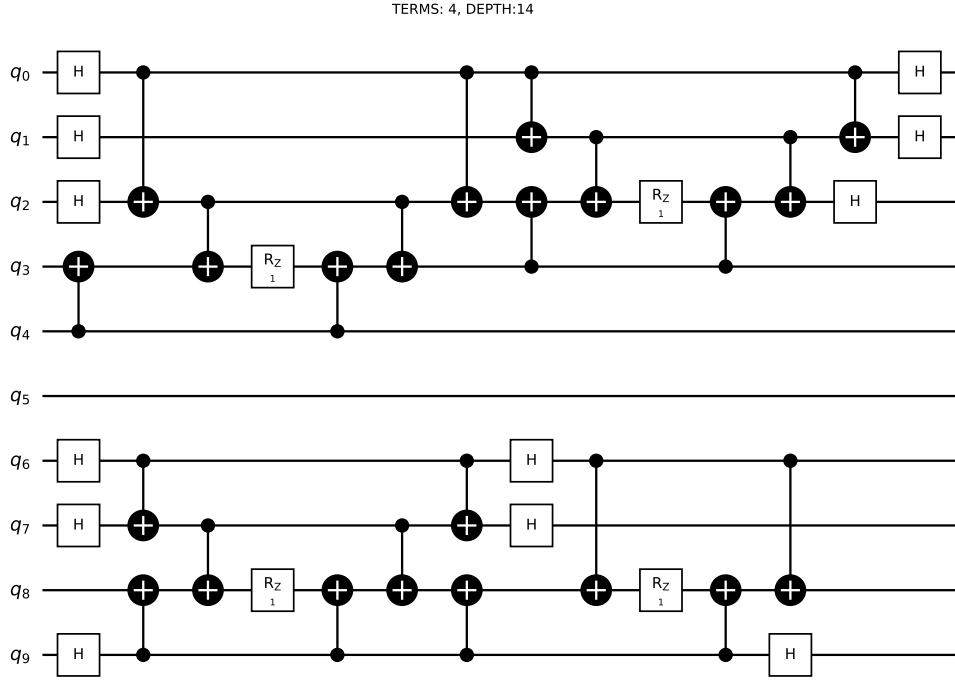 TERMS: 4, DEPTH:14
q0 H H
q1 H H
q2 H RZ 1 H
q3 RZ 1
q4
q5
q6 H H
q7 H H
q8 RZ 1 RZ 1
q9 H H